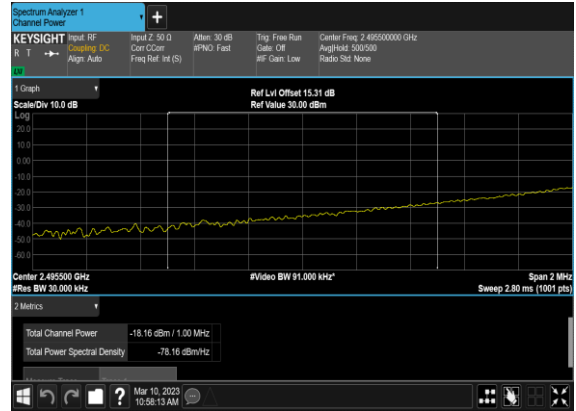 Spectrum Analyzer 1
Channel Power
+
KEYSIGHT Input: RF
R T
Coupling: DC
Align: Auto
Input Z: 50 Ω
Corr CCorr
Freq Ref: Int (S)
Atten: 30 dB
#PNO: Fast
Trig: Free Run
Gate: Off
#IF Gain: Low
Center Freq: 2.495500000 GHz
Avg|Hold: 500/500
Radio Std: None
1 Graph
Scale/Div 10.0 dB
Ref Lvl Offset 15.31 dB
Ref Value 30.00 dBm
Log
20.0
10.0
0.00
-10.0
-20.0
-30.0
-40.0
-50.0
-60.0
Center 2.495500 GHz
#Res BW 30.000 kHz
#Video BW 91.000 kHz*
Span 2 MHz
Sweep 2.80 ms (1001 pts)
2 Metrics
Total Channel Power -18.16 dBm / 1.00 MHz
Total Power Spectral Density -78.16 dBm/Hz
?
Mar 10, 2023
10:58:13 AM